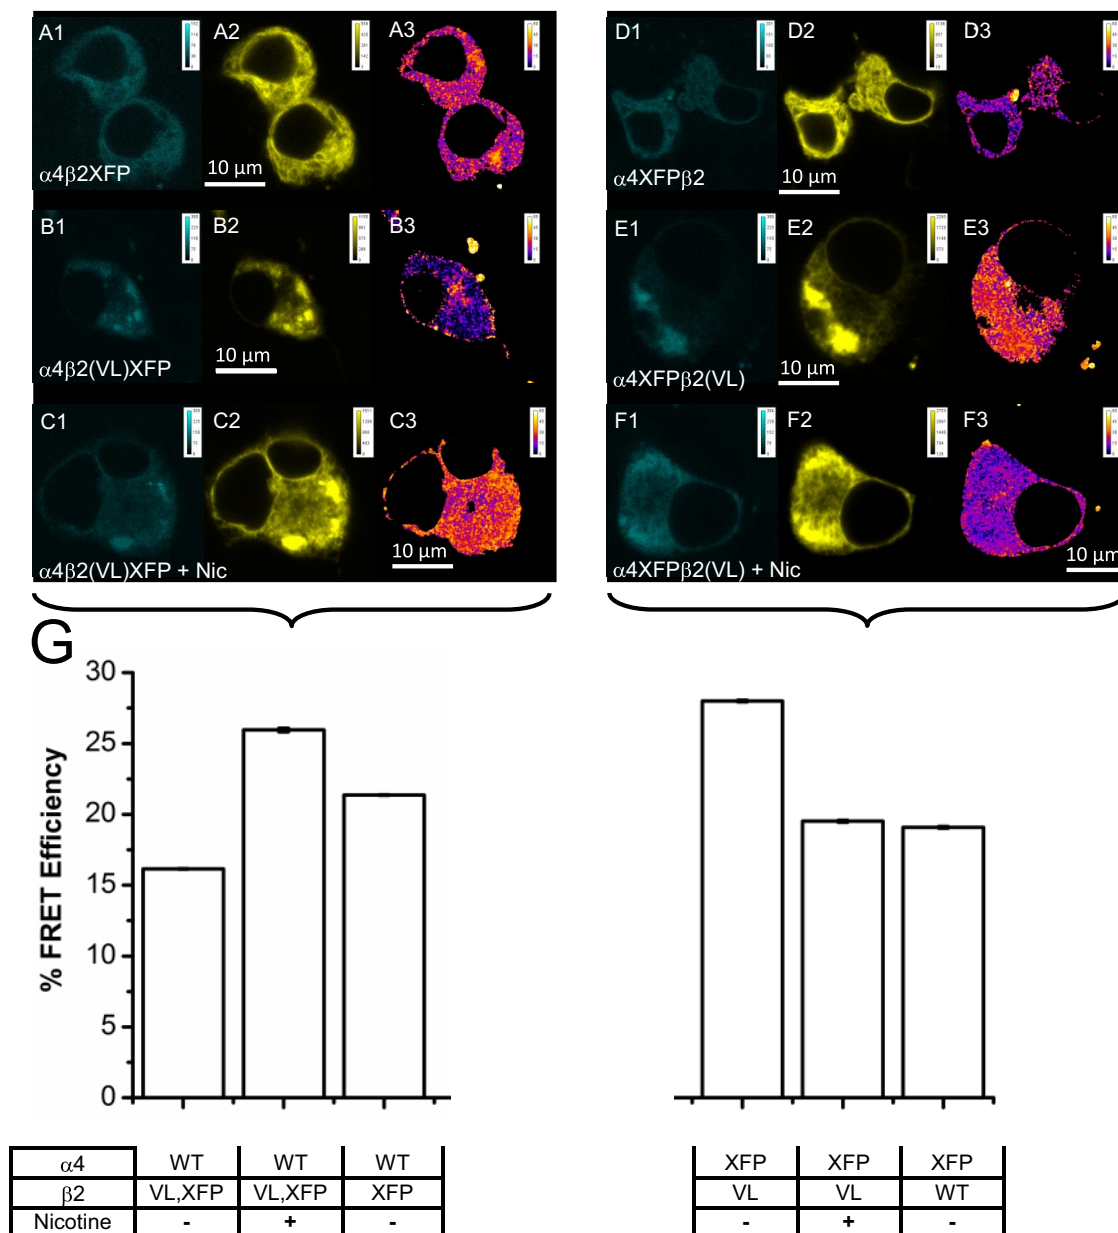 A1 A2 A3
α4β2XFP 10 µm
B1 B2 B3
α4β2(VL)XFP 10 µm
C1 C2 C3
α4β2(VL)XFP + Nic 10 µm
D1 D2 D3
α4XFPβ2 10 µm
E1 E2 E3
α4XFPβ2(VL) 10 µm
F1 F2 F3
α4XFPβ2(VL) + Nic 10 µm
G
% FRET Efficiency
30
25
20
15
10
5
0
α4 WT WT WT XFP XFP XFP
β2 VL,XFP VL,XFP XFP VL VL WT
Nicotine - + - - + -